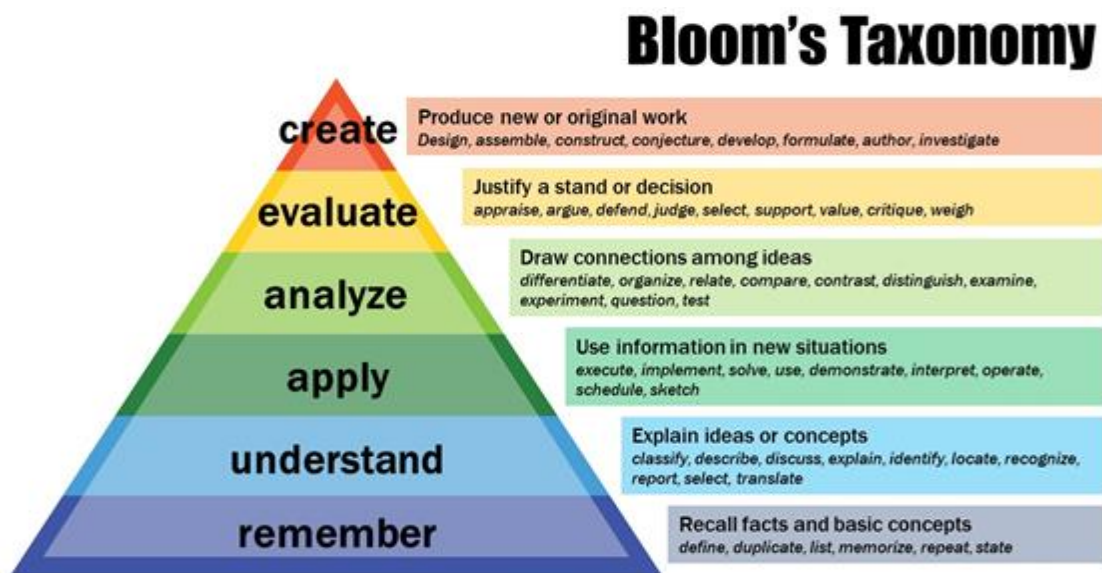 Bloom's Taxonomy
create
Produce new or original work
Design, assemble, construct, conjecture, develop, formulate, author, investigate
evaluate
Justify a stand or decision
appraise, argue, defend, judge, select, support, value, critique, weigh
analyze
Draw connections among ideas
differentiate, organize, relate, compare, contrast, distinguish, examine,
experiment, question, test
apply
Use information in new situations
execute, implement, solve, use, demonstrate, interpret, operate,
schedule, sketch
understand
Explain ideas or concepts
classify, describe, discuss, explain, identify, locate, recognize,
report, select, translate
remember
Recall facts and basic concepts
define, duplicate, list, memorize, repeat, state